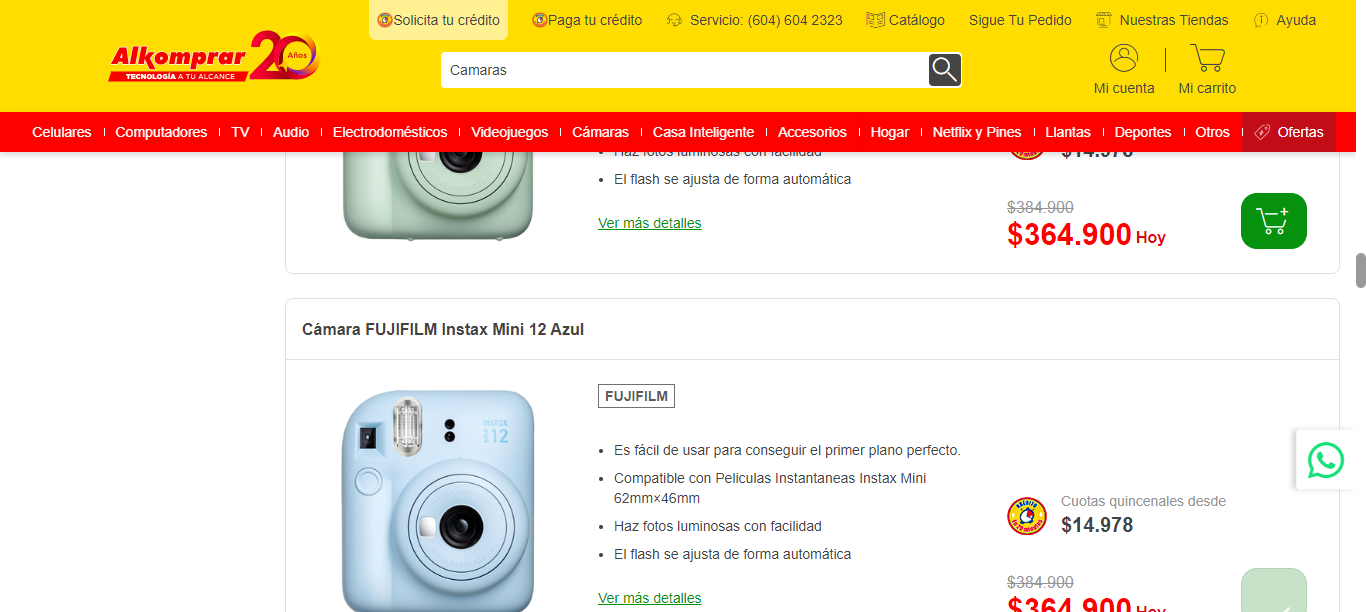 Solicita tu crédito
Paga tu crédito
Servicio: (604) 604 2323
Catálogo
Sigue Tu Pedido
Nuestras Tiendas
Ayuda
Alkomprar 20 Años
TECNOLOGÍA A TU ALCANCE
Camaras
Mi cuenta
Mi carrito
Celulares
Computadores
TV
Audio
Electrodomésticos
Videojuegos
Cámaras
Casa Inteligente
Accesorios
Hogar
Netflix y Pines
Llantas
Deportes
Otros
Ofertas
Haz fotos luminosas con facilidad
$14.978
El flash se ajusta de forma automática
Ver más detalles
$384.900
$364.900 Hoy
Cámara FUJIFILM Instax Mini 12 Azul
FUJIFILM
instax
12
Es fácil de usar para conseguir el primer plano perfecto.
Compatible con Peliculas Instantaneas Instax Mini
62mm×46mm
Haz fotos luminosas con facilidad
El flash se ajusta de forma automática
Ver más detalles
Cuotas quincenales desde
$14.978
$384.900
$364.900 Hoy